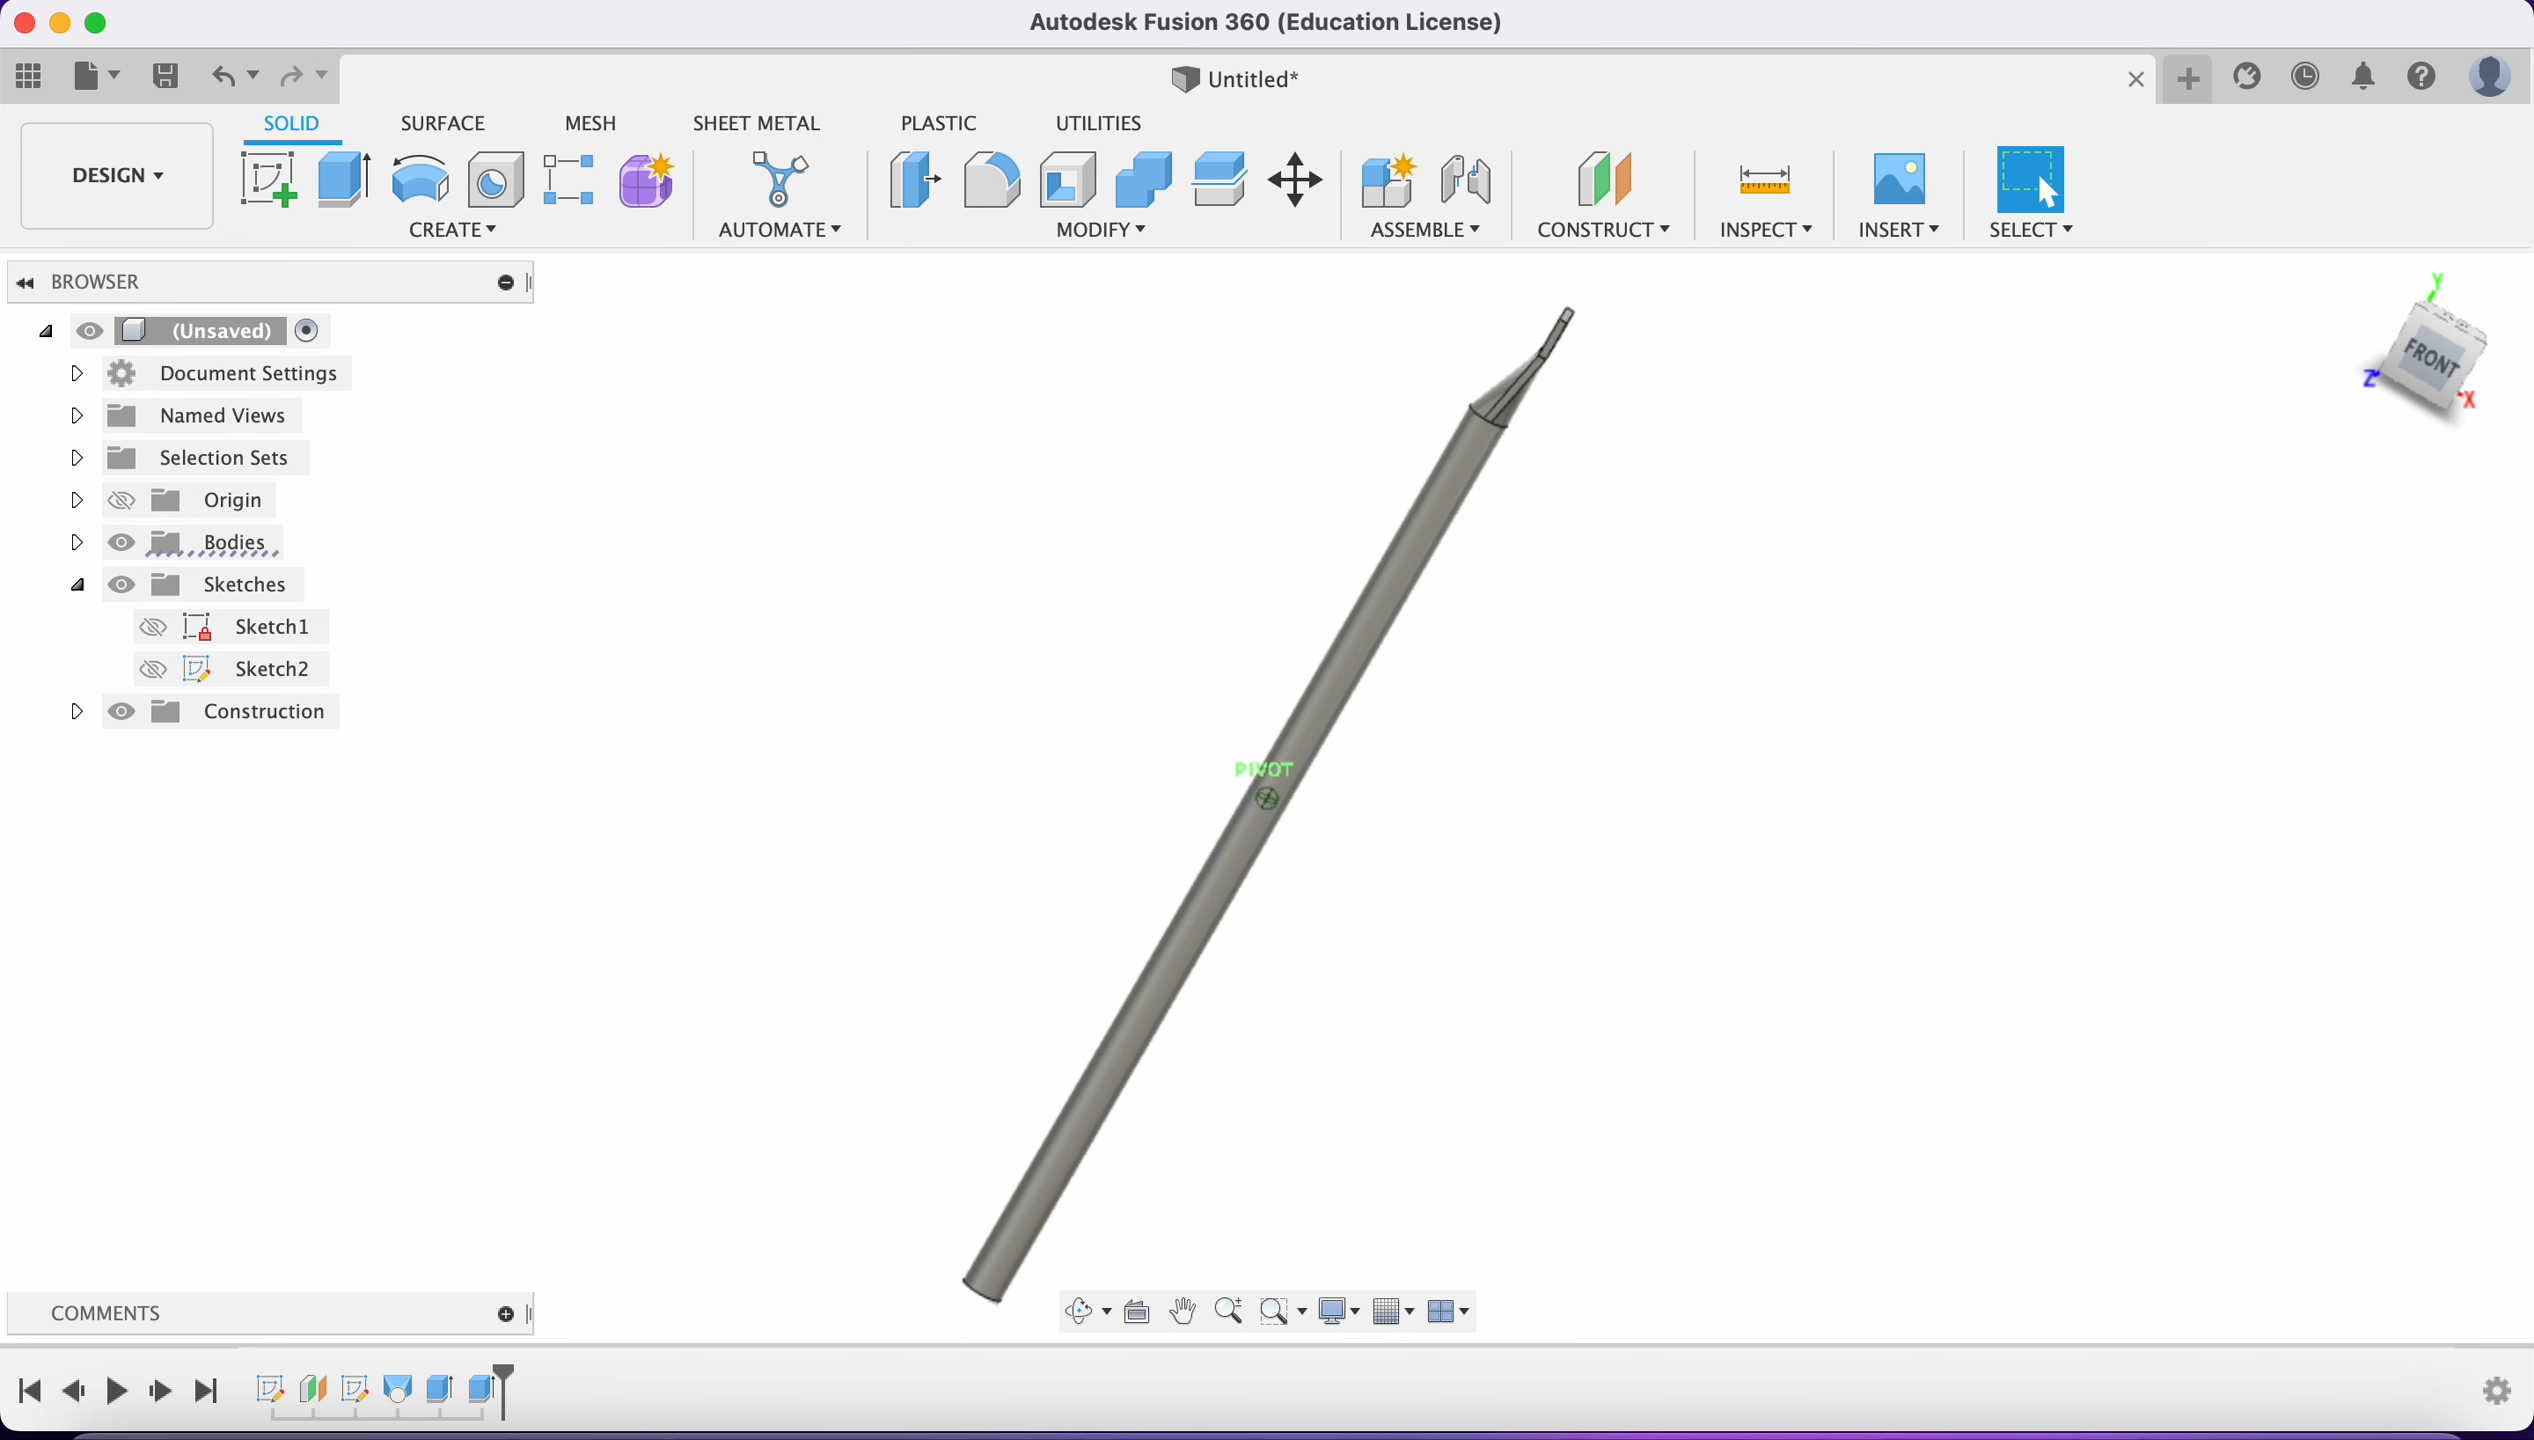 Autodesk Fusion 360 (Education License)
Untitled*
SOLID SURFACE MESH SHEET METAL PLASTIC UTILITIES
DESIGN
CREATE AUTOMATE MODIFY ASSEMBLE CONSTRUCT INSPECT INSERT SELECT
BROWSER
(Unsaved)
Document Settings
Named Views
Selection Sets
Origin
Bodies
Sketches
Sketch1
Sketch2
Construction
Y
FRONT
Z
X
PIVOT
COMMENTS